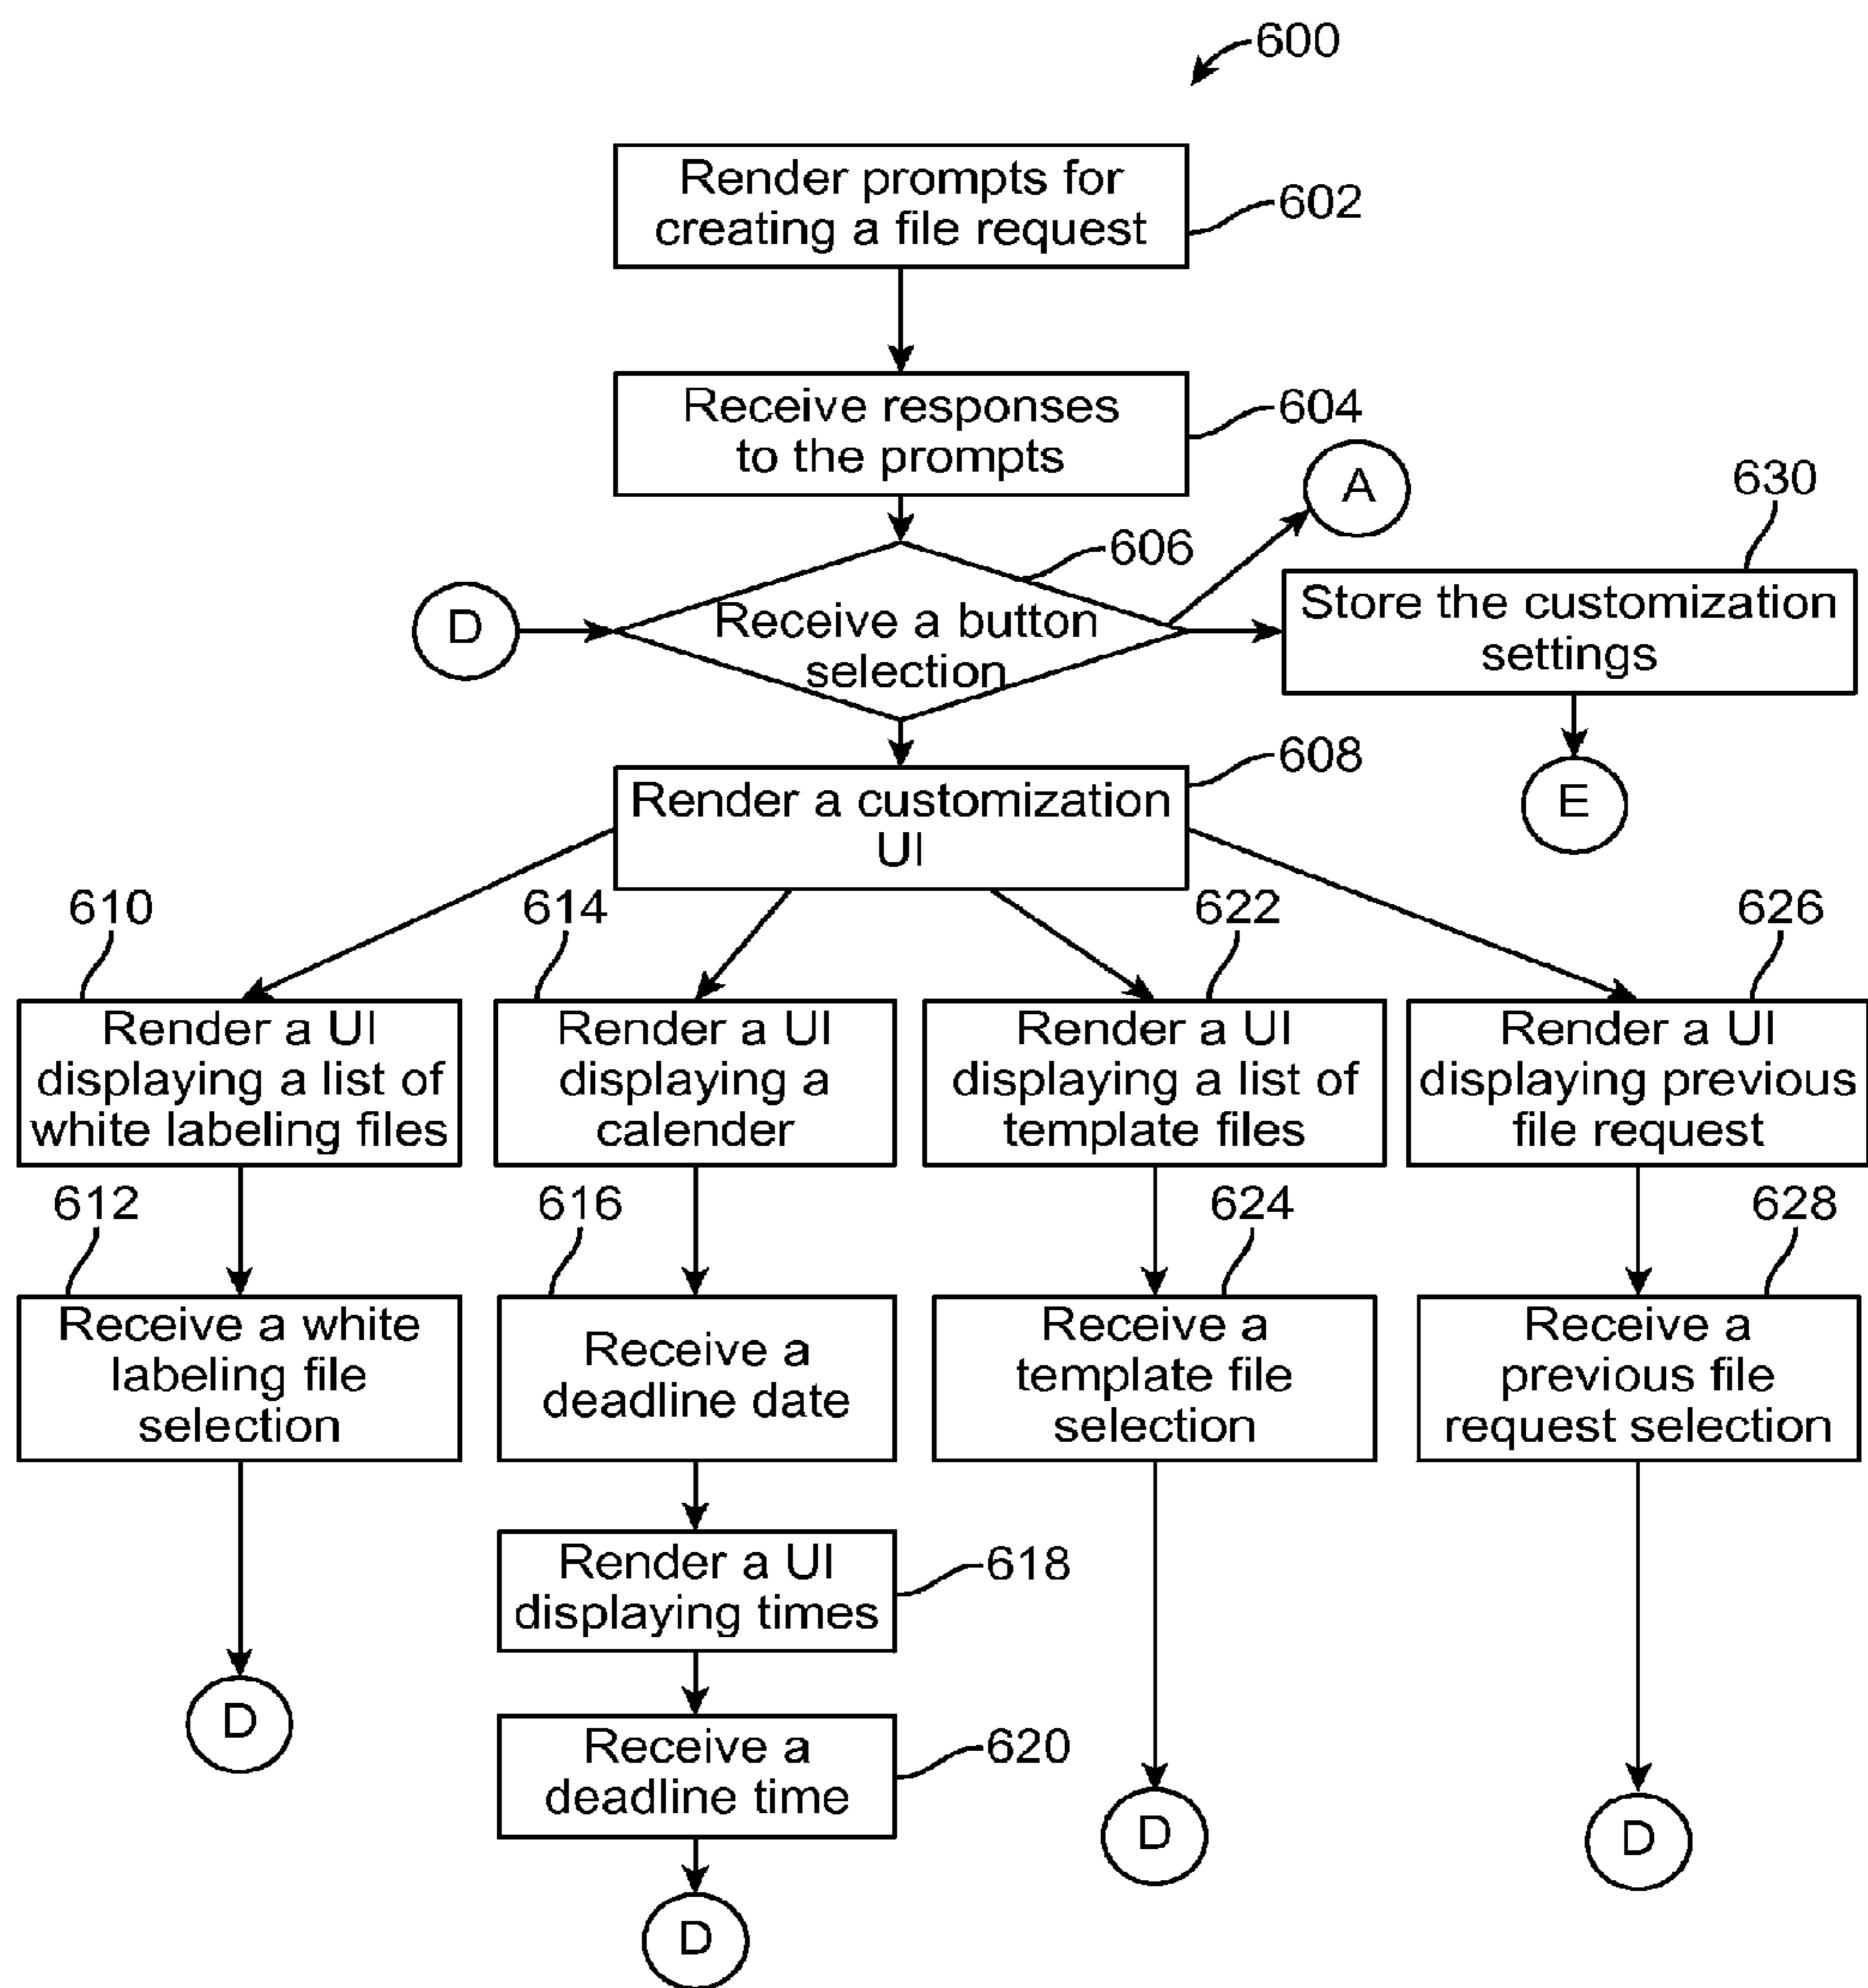 600
Render prompts for
creating a file request
602
Receive responses
to the prompts
604
A
630
606
D
Receive a button
selection
Store the customization
settings
608
Render a customization
UI
E
610
614
622
626
Render a UI
displaying a list of
white labeling files
Render a UI
displaying a
calender
Render a UI
displaying a list of
template files
Render a UI
displaying previous
file request
612
616
624
628
Receive a white
labeling file
selection
Receive a
deadline date
Receive a
template file
selection
Receive a
previous file
request selection
Render a UI
displaying times
618
D
Receive a
deadline time
620
D
D
D